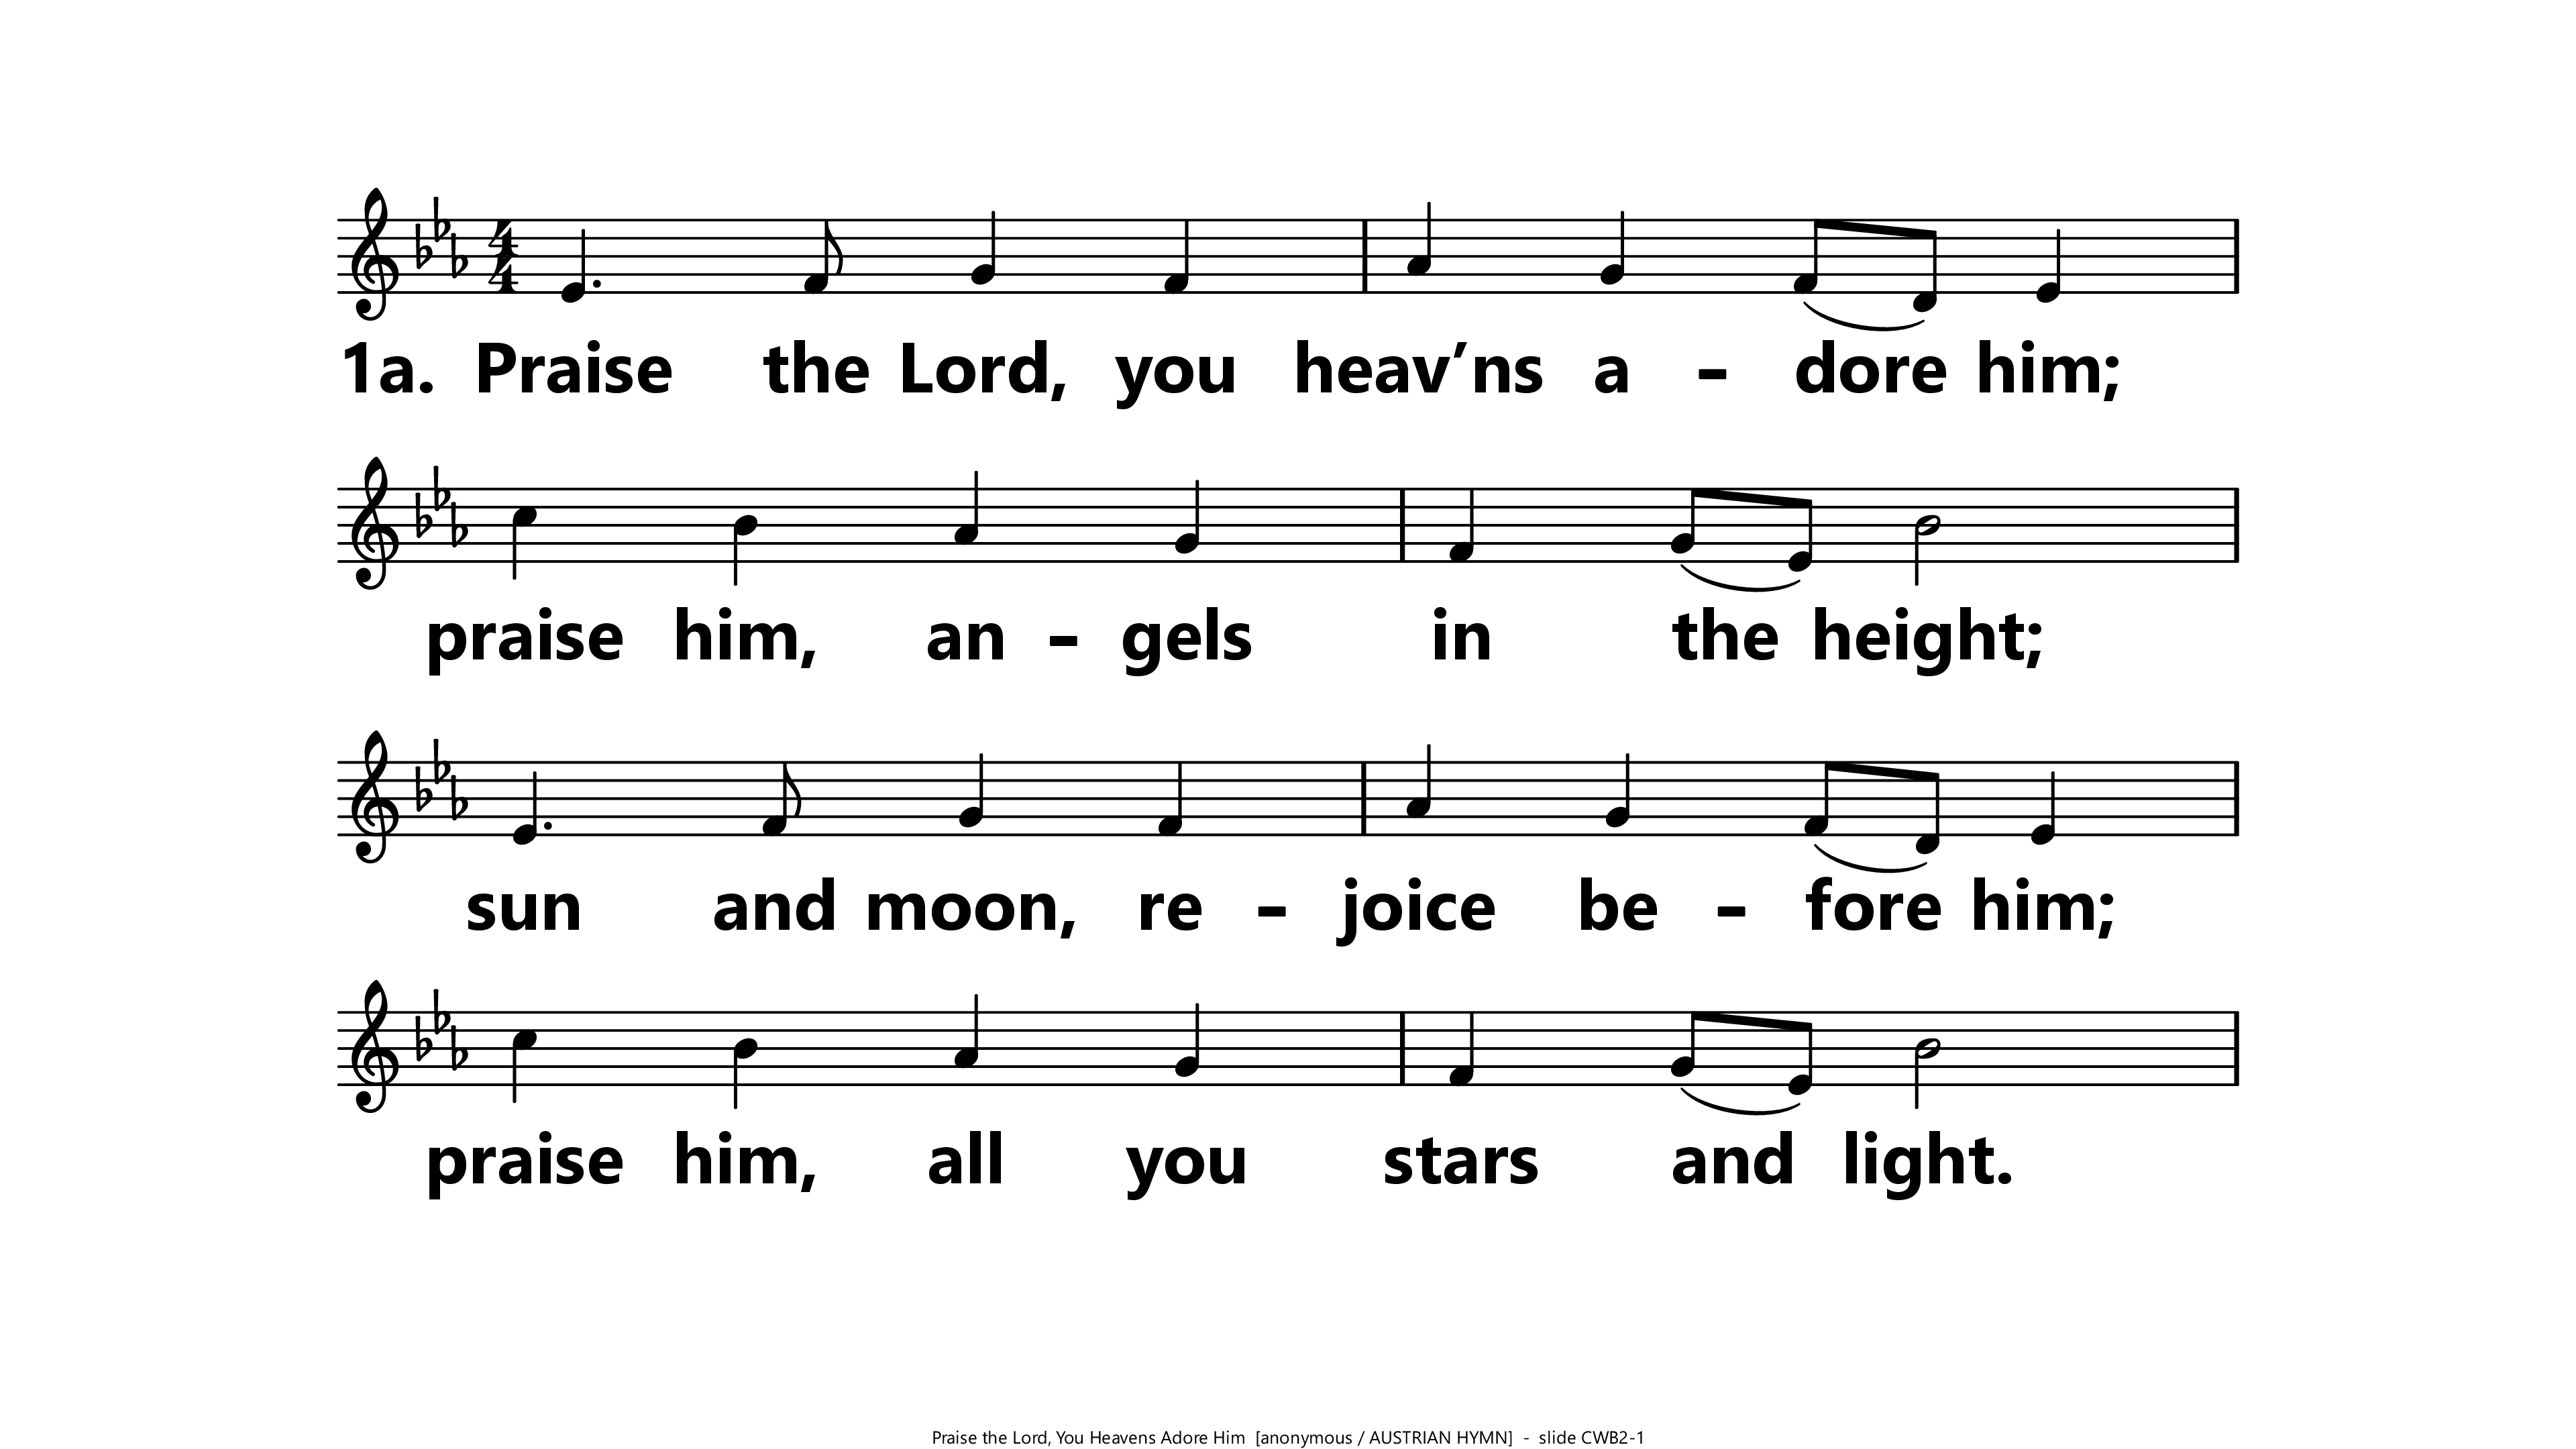 1a. Praise the Lord, you heav’ns a - dore him;
praise him, an - gels in the height;
sun and moon, re - joice be - fore him;
praise him, all you stars and light.
Praise the Lord, You Heavens Adore Him [anonymous / AUSTRIAN HYMN] - slide CWB2-1